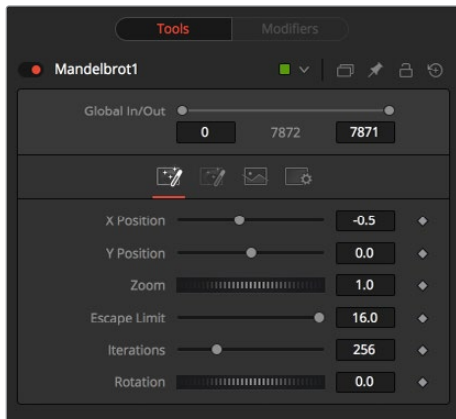 Tools Modifiers
Mandelbrot1
Global In/Out
0 7872 7871
X Position -0.5
Y Position 0.0
Zoom 1.0
Escape Limit 16.0
Iterations 256
Rotation 0.0